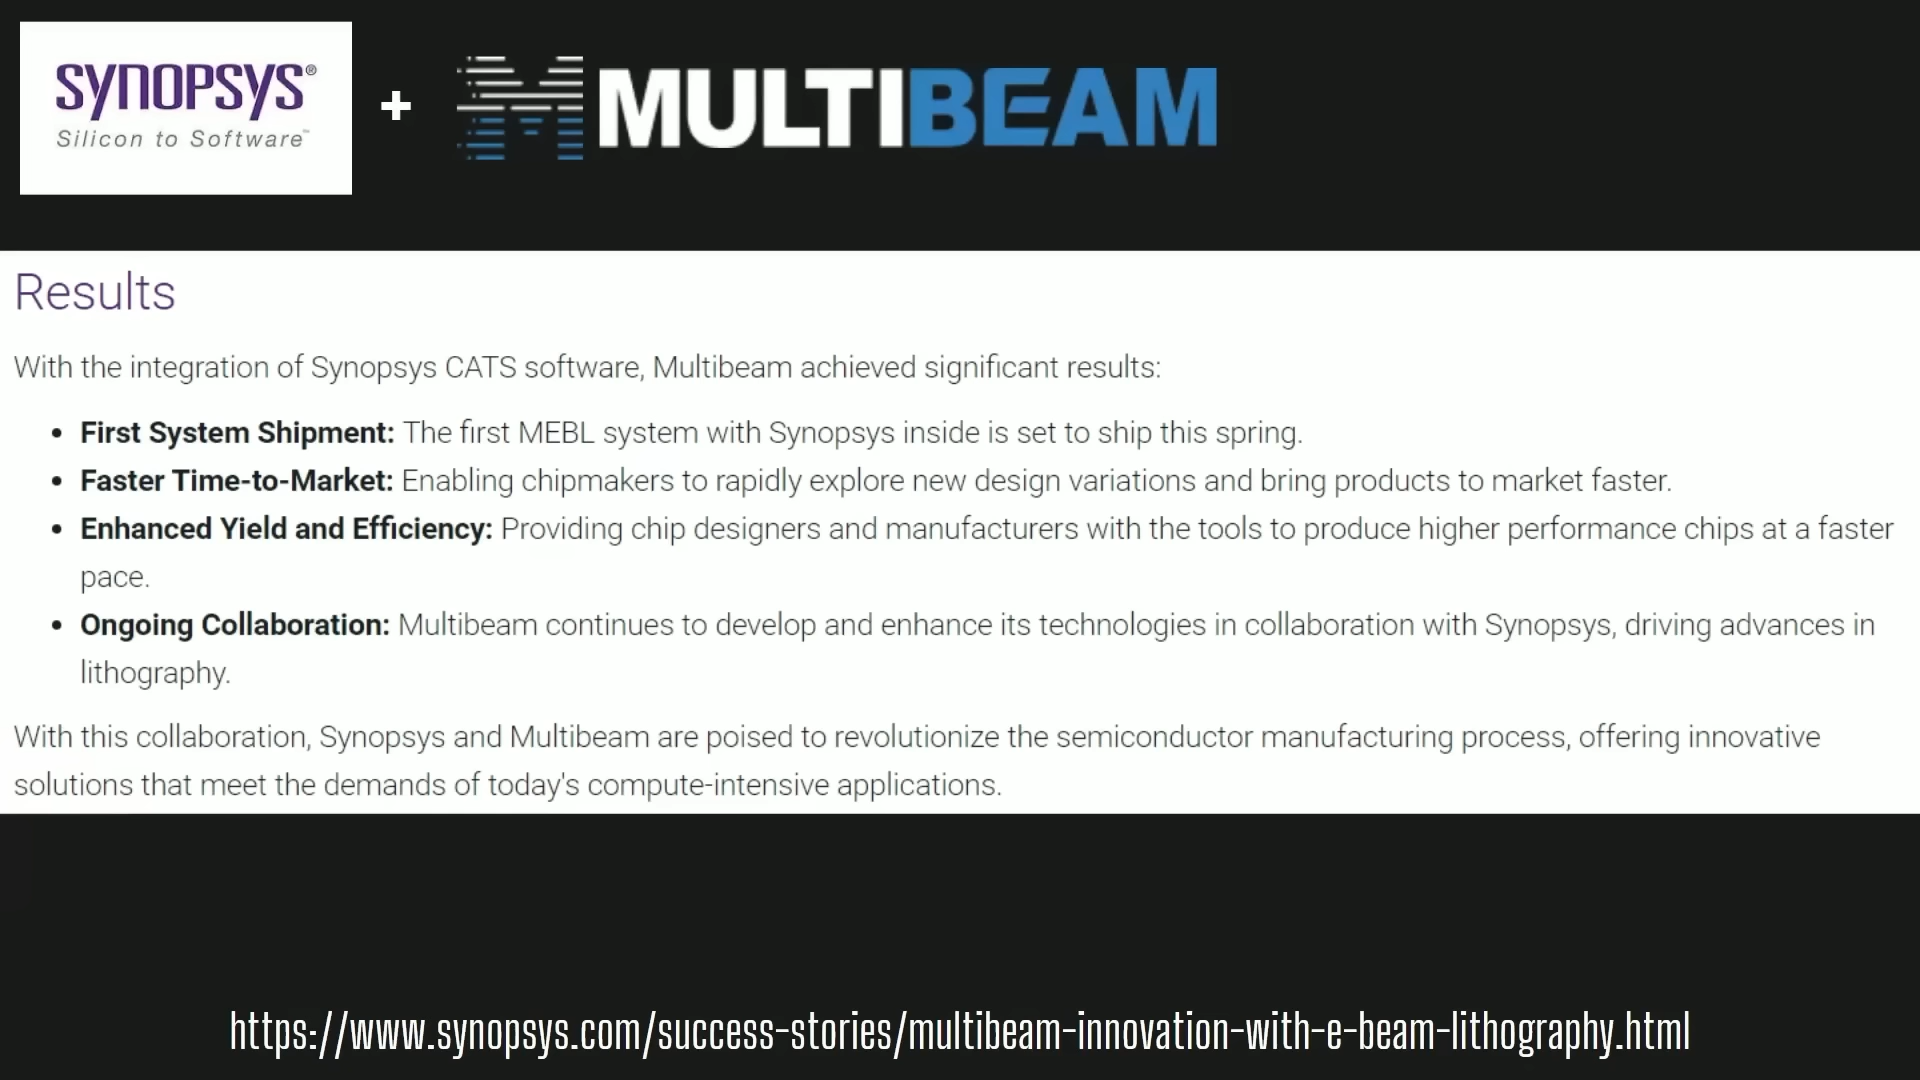 SYNOPSYS®
Silicon to Software™
+
MULTIBEAM
Results
With the integration of Synopsys CATS software, Multibeam achieved significant results:
• First System Shipment: The first MEBL system with Synopsys inside is set to ship this spring.
• Faster Time-to-Market: Enabling chipmakers to rapidly explore new design variations and bring products to market faster.
• Enhanced Yield and Efficiency: Providing chip designers and manufacturers with the tools to produce higher performance chips at a faster
pace.
• Ongoing Collaboration: Multibeam continues to develop and enhance its technologies in collaboration with Synopsys, driving advances in
lithography.
With this collaboration, Synopsys and Multibeam are poised to revolutionize the semiconductor manufacturing process, offering innovative
solutions that meet the demands of today's compute-intensive applications.
https://www.synopsys.com/success-stories/multibeam-innovation-with-e-beam-lithography.html